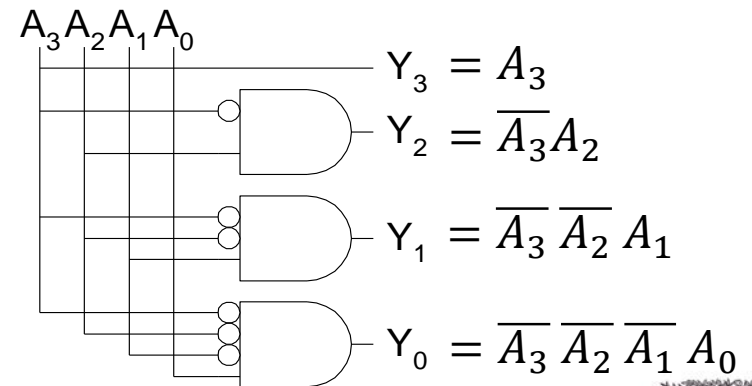 A₃A₂A₁A₀
Y₃ = A₃
Y₂ = A̅₃A₂
Y₁ = A̅₃ A̅₂ A₁
Y₀ = A̅₃ A̅₂ A̅₁ A₀